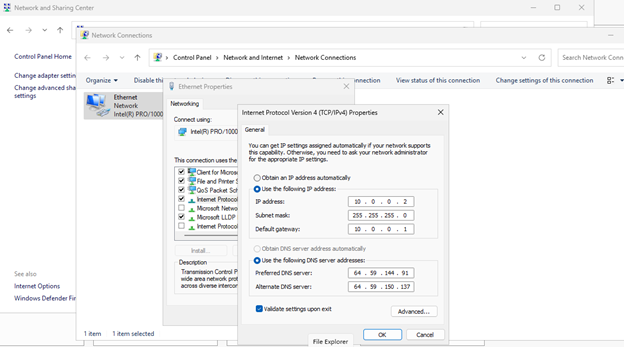 Network and Sharing Center
Network Connections
Control Panel Home
Change adapter settin
Change advanced sha
settings
Control Panel > Network and Internet > Network Connections
Search Network Con
Organize
Disable this
connection
View status of this connection
Change settings of this connection
Ethernet
Network
Intel(R) PRO/1000
Ethernet Properties
Networking
Connect using:
Intel(R) PRO/1000
This connection uses the
Client for Microso
File and Printer S
QoS Packet Sch
Internet Protocol
Microsoft Netwo
Microsoft LLDP
Internet Protocol
Install...
Description
Transmission Control P
wide area network prot
across diverse intercon
Internet Protocol Version 4 (TCP/IPv4) Properties
General
You can get IP settings assigned automatically if your network supports
this capability. Otherwise, you need to ask your network administrator
for the appropriate IP settings.
Obtain an IP address automatically
Use the following IP address:
IP address: 10 . 0 . 0 . 2
Subnet mask: 255 . 255 . 255 . 0
Default gateway: 10 . 0 . 0 . 1
Obtain DNS server address automatically
Use the following DNS server addresses:
Preferred DNS server: 64 . 59 . 144 . 91
Alternate DNS server: 64 . 59 . 150 . 137
Validate settings upon exit
Advanced...
OK
Cancel
See also
Internet Options
Windows Defender Fir
1 item
1 item selected
File Explorer